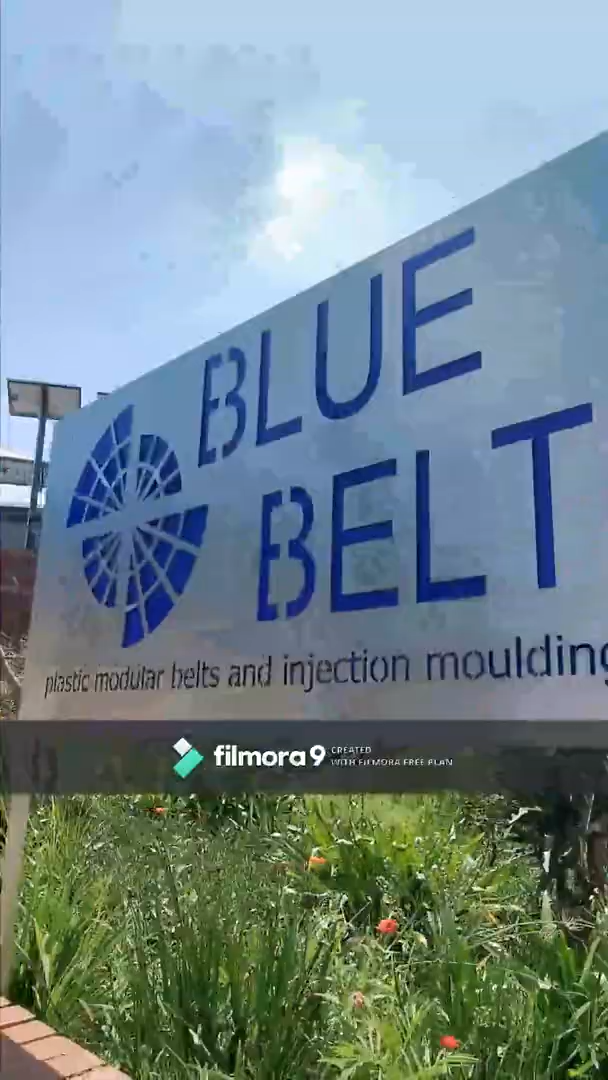 BLUE
BELT
plastic modular belts and injection moulding
filmora9 CREATED
WITH FILMORA FREE PLAN